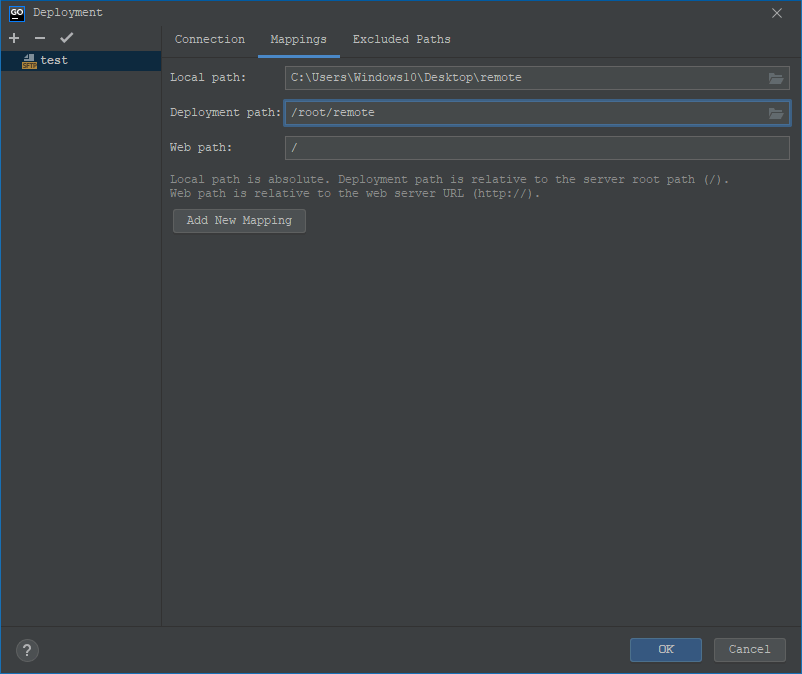 GO Deployment
test
SFTP
Connection Mappings Excluded Paths
Local path: C:\Users\Windows10\Desktop\remote
Deployment path: /root/remote
Web path: /
Local path is absolute. Deployment path is relative to the server root path (/).
Web path is relative to the web server URL (http://).
Add New Mapping
? OK Cancel